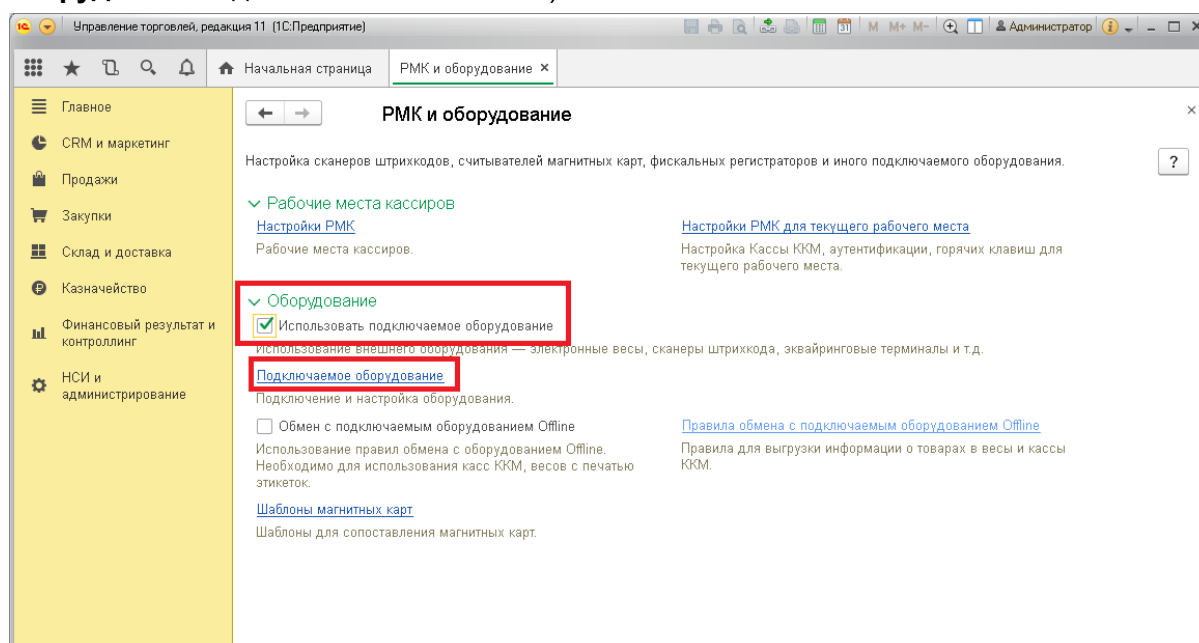 Управление торговлей, редакция 11 (1С:Предприятие)
M M+ M- Администратор
Начальная страница РМК и оборудование ×
Главное
CRM и маркетинг
Продажи
Закупки
Склад и доставка
Казначейство
Финансовый результат и
контроллинг
НСИ и
администрирование
РМК и оборудование
Настройка сканеров штрихкодов, считывателей магнитных карт, фискальных регистраторов и иного подключаемого оборудования. ?
Рабочие места кассиров
Настройки РМК Настройки РМК для текущего рабочего места
Рабочие места кассиров. Настройка Кассы ККМ, аутентификации, горячих клавиш для
текущего рабочего места.
Оборудование
Использовать подключаемое оборудование
Использование внешнего оборудования — электронные весы, сканеры штрихкода, эквайринговые терминалы и т.д.
Подключаемое оборудование
Подключение и настройка оборудования.
Обмен с подключаемым оборудованием Offline Правила обмена с подключаемым оборудованием Offline
Использование правил обмена с оборудованием Offline. Правила для выгрузки информации о товарах в весы и кассы
Необходимо для использования касс ККМ, весов с печатью ККМ.
этикеток.
Шаблоны магнитных карт
Шаблоны для сопоставления магнитных карт.